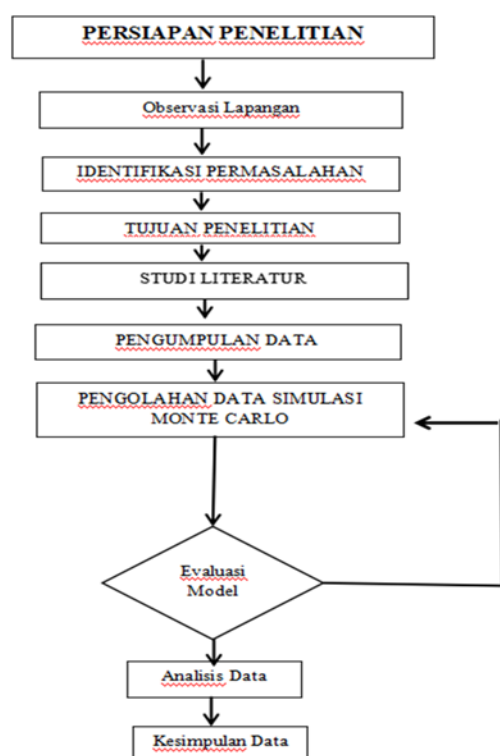 PERSIAPAN PENELITIAN
Observasi Lapangan
IDENTIFIKASI PERMASALAHAN
TUJUAN PENELITIAN
STUDI LITERATUR
PENGUMPULAN DATA
PENGOLAHAN DATA SIMULASI
MONTE CARLO
Evaluasi
Model
Analisis Data
Kesimpulan Data